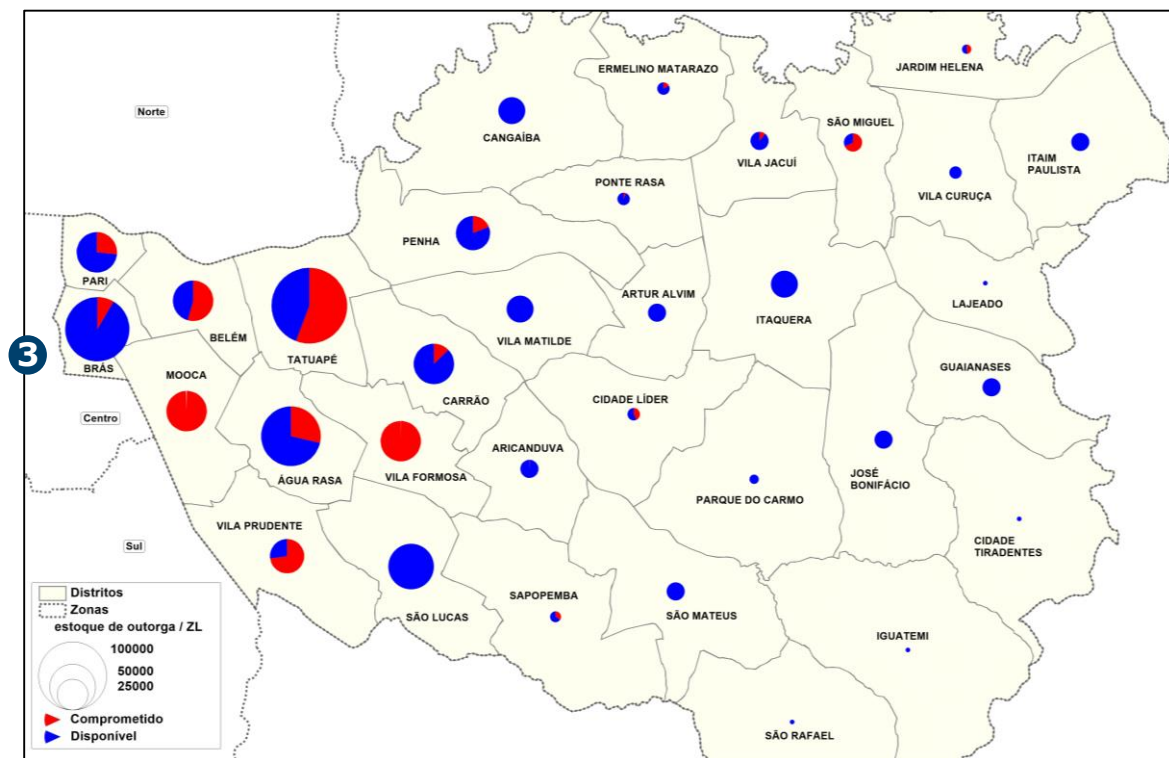 JARDIM HELENA
ERMELINO MATARAZO
Norte
SÃO MIGUEL
CANGAÍBA
VILA JACUÍ
ITAIM
PAULISTA
PONTE RASA
VILA CURUÇA
PENHA
PARI
ARTUR ALVIM
LAJEADO
ITAQUERA
BELÉM
VILA MATILDE
TATUAPÉ
3
BRÁS
GUAIANASES
MOOCA
CARRÃO
CIDADE LÍDER
Centro
ARICANDUVA
ÁGUA RASA
VILA FORMOSA
JOSÉ
BONIFÁCIO
PARQUE DO CARMO
VILA PRUDENTE
Sul
CIDADE
TIRADENTES
Distritos
SAPOPEMBA
Zonas
SÃO LUCAS
SÃO MATEUS
estoque de outorga / ZL
IGUATEMI
100000
50000
25000
Comprometido
Disponível
SÃO RAFAEL